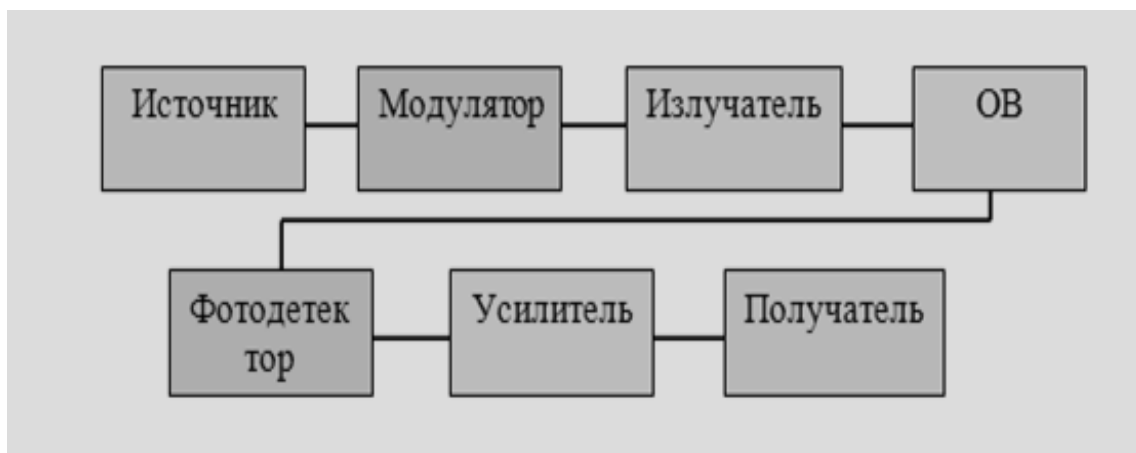 Источник
Модулятор
Излучатель
ОВ
Фотодетек
тор
Усилитель
Получатель